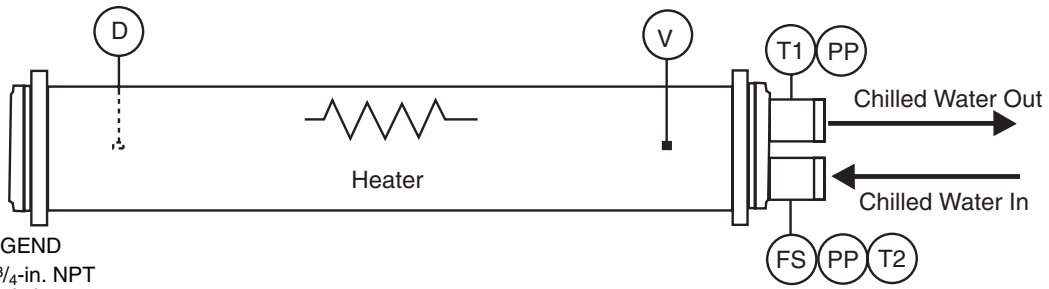 D
V
T1 PP
Chilled Water Out
Heater
Chilled Water In
FS PP T2
GEND
3/4-in. NPT